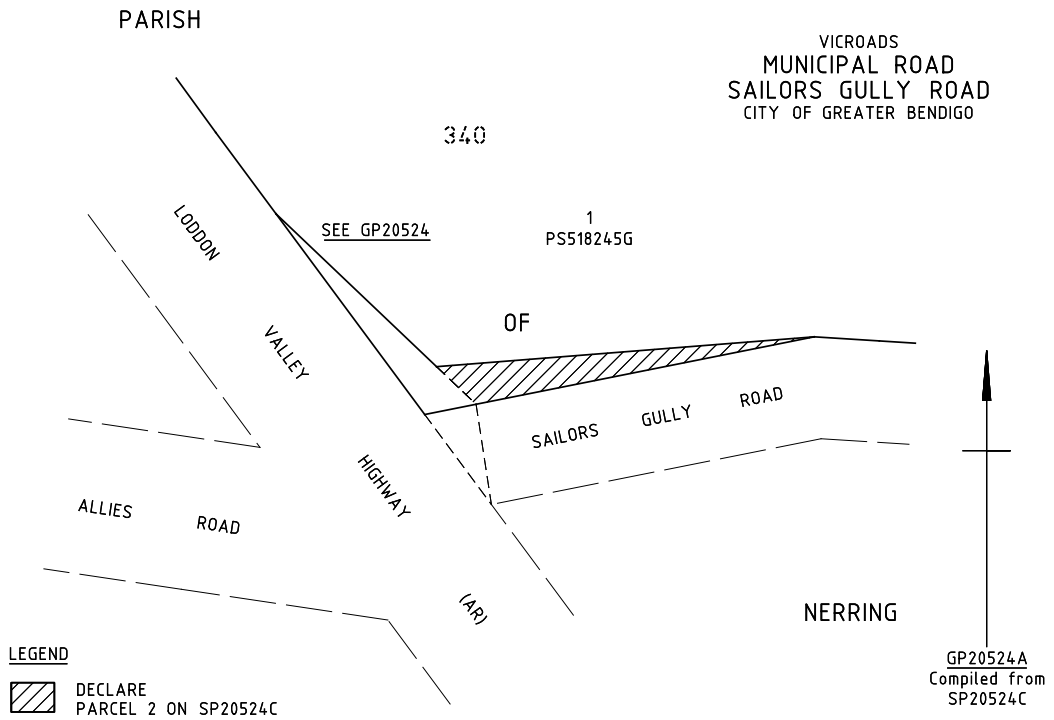 PARISH
VICROADS
MUNICIPAL ROAD
SAILORS GULLY ROAD
CITY OF GREATER BENDIGO
340
SEE GP20524
1
PS518245G
LODDON
VALLEY
HIGHWAY
(AR)
OF
SAILORS GULLY ROAD
ALLIES ROAD
NERRING
LEGEND
DECLARE
PARCEL 2 ON SP20524C
GP20524A
Compiled from
SP20524C